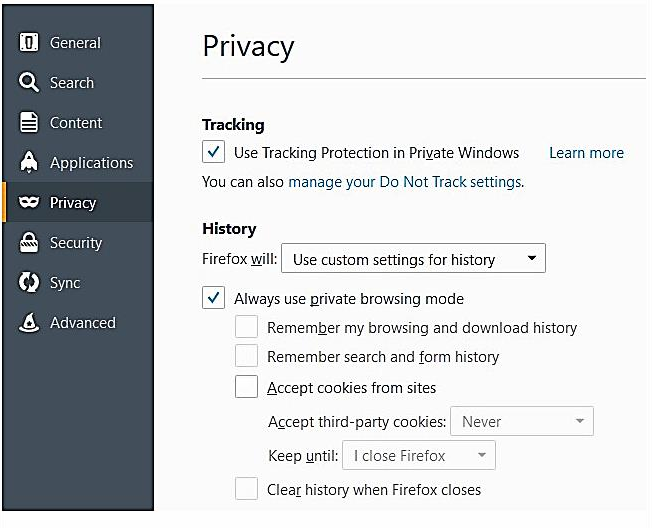 General
Search
Content
Applications
Privacy
Security
Sync
Advanced
Privacy
Tracking
Use Tracking Protection in Private Windows Learn more
You can also manage your Do Not Track settings.
History
Firefox will: Use custom settings for history
Always use private browsing mode
Remember my browsing and download history
Remember search and form history
Accept cookies from sites
Accept third-party cookies: Never
Keep until: I close Firefox
Clear history when Firefox closes